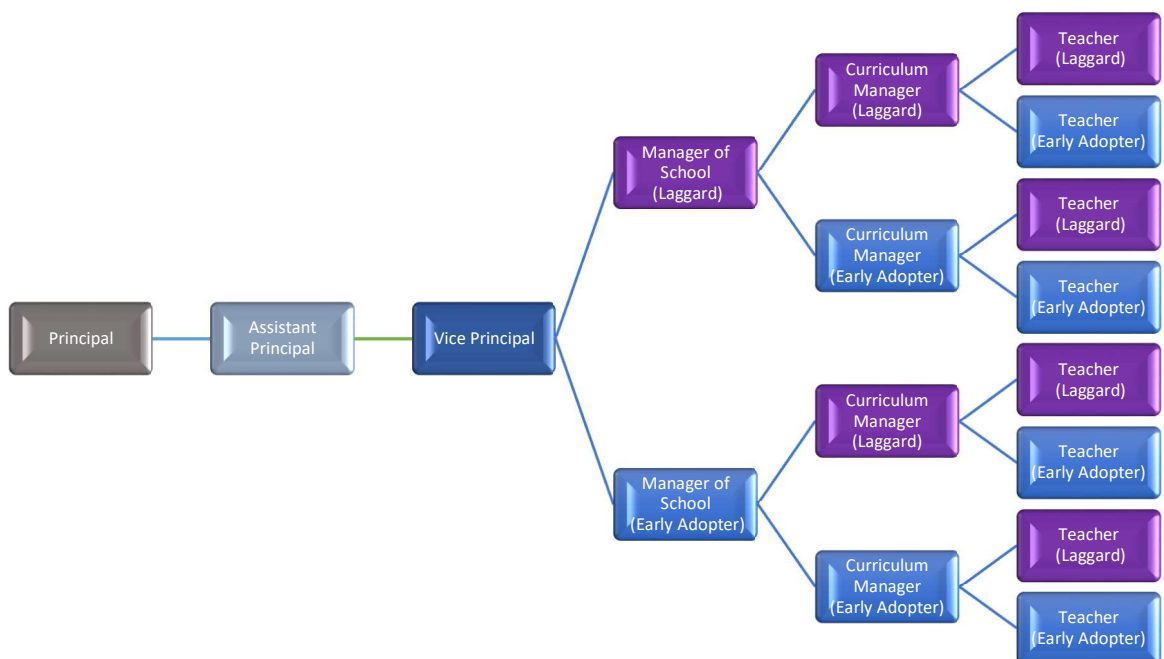 Principal
Assistant
Principal
Vice Principal
Manager of
School
(Laggard)
Curriculum
Manager
(Laggard)
Teacher
(Laggard)
Teacher
(Early Adopter)
Curriculum
Manager
(Early Adopter)
Teacher
(Laggard)
Teacher
(Early Adopter)
Manager of
School
(Early Adopter)
Curriculum
Manager
(Laggard)
Teacher
(Laggard)
Teacher
(Early Adopter)
Curriculum
Manager
(Early Adopter)
Teacher
(Laggard)
Teacher
(Early Adopter)